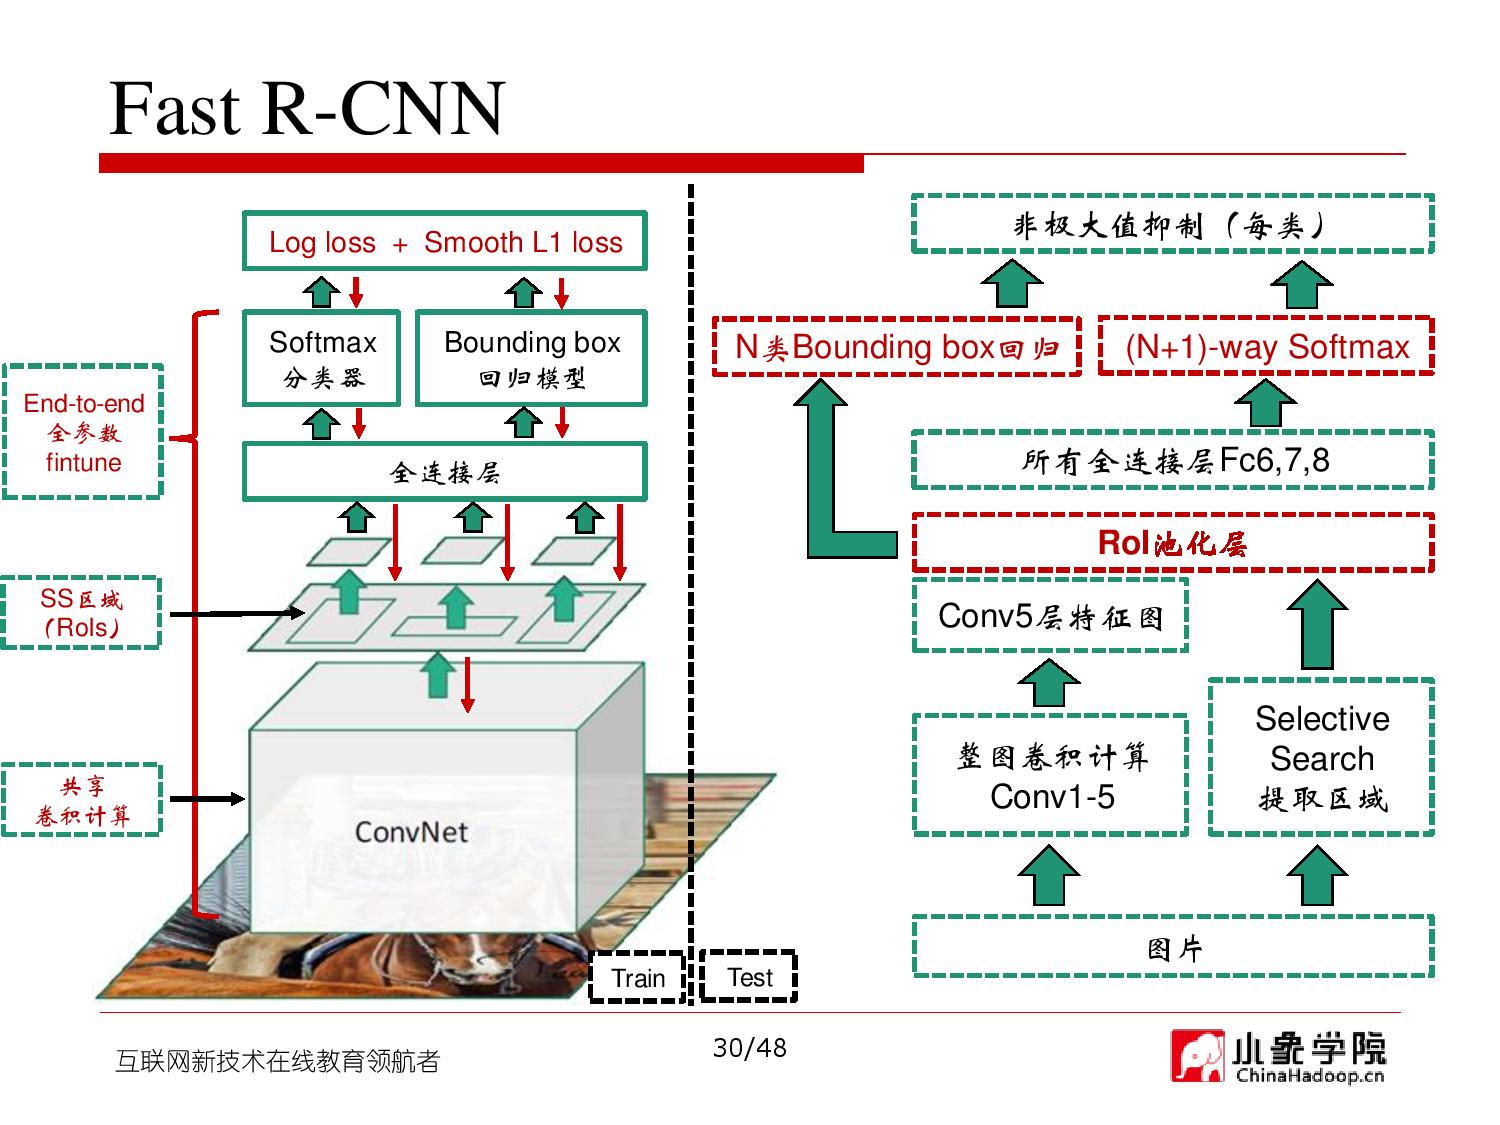 Fast R-CNN
Log loss + Smooth L1 loss
Softmax
分类器
Bounding box
回归模型
全连接层
End-to-end
全参数
fintune
SS区域
（RoIs）
共享
卷积计算
ConvNet
Train
Test
非极大值抑制（每类）
N类Bounding box回归
(N+1)-way Softmax
所有全连接层Fc6,7,8
RoI池化层
Conv5层特征图
整图卷积计算
Conv1-5
Selective
Search
提取区域
图片
互联网新技术在线教育领航者
30/48
小象学院
ChinaHadoop.cn